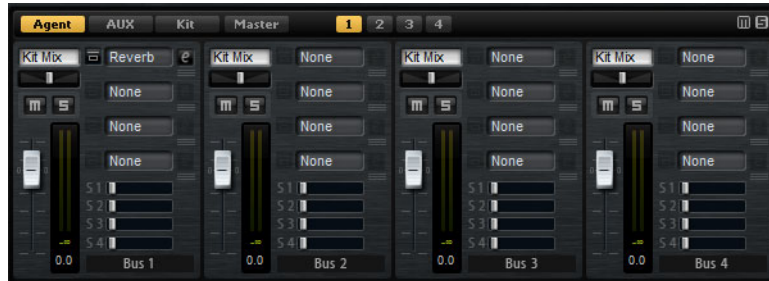 Agent AUX Kit Master 1 2 3 4 m S
Kit Mix Reverb e Kit Mix None Kit Mix None Kit Mix None
None None None None
m S None m S None m S None m S None
None None None None
S1 S1 S1 S1
S2 S2 S2 S2
S3 S3 S3 S3
-∞ S4 -∞ S4 -∞ S4 -∞ S4
0.0 Bus 1 0.0 Bus 2 0.0 Bus 3 0.0 Bus 4